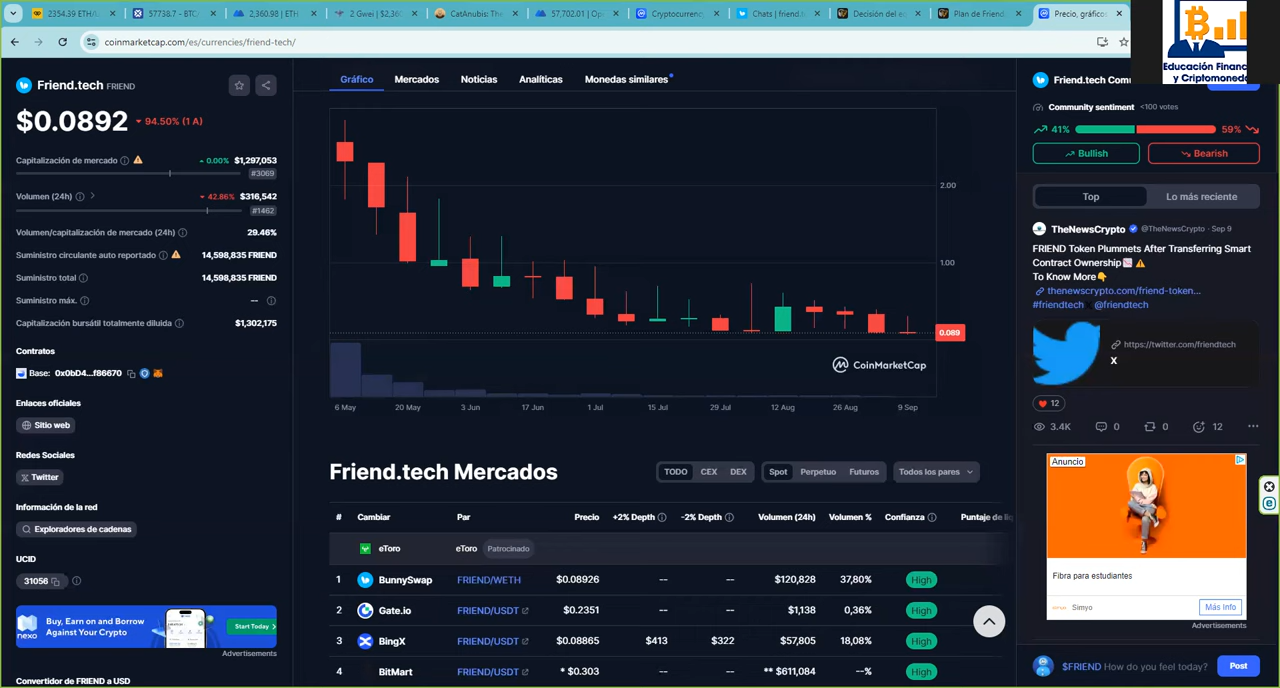 2354.39 ETH/
57738.7 - BTC
2,360.98 | ETH
2 Gwei | $2,360
CatAnubis: The
57,702.01 | Op
Cryptocurrenc
Chats | friend.t
Decisión del e
Plan de Friend
Precio, gráficos
coinmarketcap.com/es/currencies/friend-tech/
Educación Financ
y Criptomoneda
Friend.tech FRIEND
$0.0892 94.50% (1 A)
Capitalización de mercado 0.00% $1,297,053
#3069
Volumen (24h) 42.86% $316,542
#1462
Volumen/capitalización de mercado (24h) 29.46%
Suministro circulante auto reportado 14,598,835 FRIEND
Suministro total 14,598,835 FRIEND
Suministro máx. --
Capitalización bursátil totalmente diluida $1,302,175
Contratos
Base: 0x0bD4...f86670
Enlaces oficiales
Sitio web
Redes Sociales
Twitter
Información de la red
Exploradores de cadenas
UCID
31056
nexo
Buy, Earn on and Borrow
Against Your Crypto
Start Today
Advertisements
Convertidor de FRIEND a USD
Gráfico Mercados Noticias Analíticas Monedas similares
2.00
1.00
0.089
CoinMarketCap
6 May 20 May 3 Jun 17 Jun 1 Jul 15 Jul 29 Jul 12 Aug 26 Aug 9 Sep
Friend.tech Mercados
TODO CEX DEX Spot Perpetuo Futuros Todos los pares
# Cambiar Par Precio +2% Depth -2% Depth Volumen (24h) Volumen % Confianza Puntaje de liq
eToro eToro Patrocinado
1 BunnySwap FRIEND/WETH $0.08926 -- -- $120,828 37,80% High
2 Gate.io FRIEND/USDT $0.2351 -- -- $1,138 0,36% High
3 BingX FRIEND/USDT $0.08865 $413 $322 $57,805 18,08% High
4 BitMart FRIEND/USDT * $0.303 -- -- ** $611,084 --% High
Friend.tech Com
Community sentiment <100 votes
41% 59%
Bullish Bearish
Top Lo más reciente
TheNewsCrypto @TheNewsCrypto · Sep 9
FRIEND Token Plummets After Transferring Smart
Contract Ownership
To Know More
thenewscrypto.com/friend-token...
#friendtech @friendtech
https://twitter.com/friendtech
X
12
3.4K 0 0 12
Anuncio
Fibra para estudiantes
Simyo Más Info
Advertisements
$FRIEND How do you feel today? Post